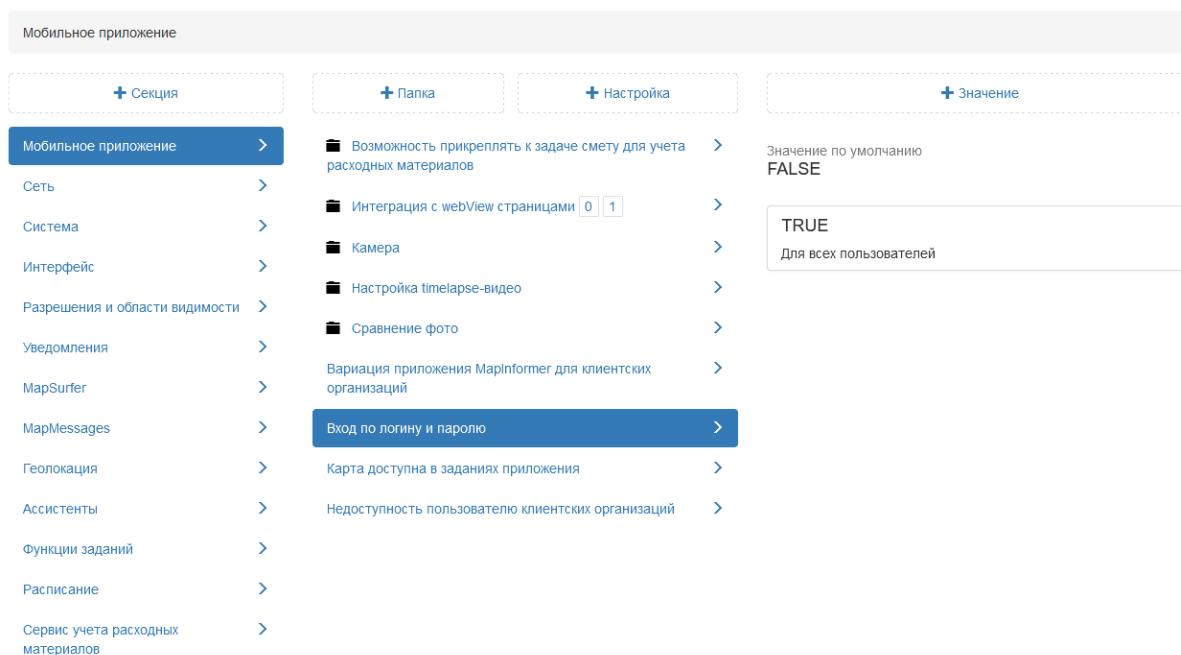 Мобильное приложение
Секция
Папка
Настройка
Значение
Мобильное приложение
Сеть
Система
Интерфейс
Разрешения и области видимости
Уведомления
MapSurfer
MapMessages
Геолокация
Ассистенты
Функции заданий
Расписание
Сервис учета расходных
материалов
Возможность прикреплять к задаче смету для учета
расходных материалов
Интеграция с webView страницами 0 1
Камера
Настройка timelapse-видео
Сравнение фото
Вариация приложения MapInformer для клиентских
организаций
Вход по логину и паролю
Карта доступна в заданиях приложения
Недоступность пользователю клиентских организаций
Значение по умолчанию
FALSE
TRUE
Для всех пользователей